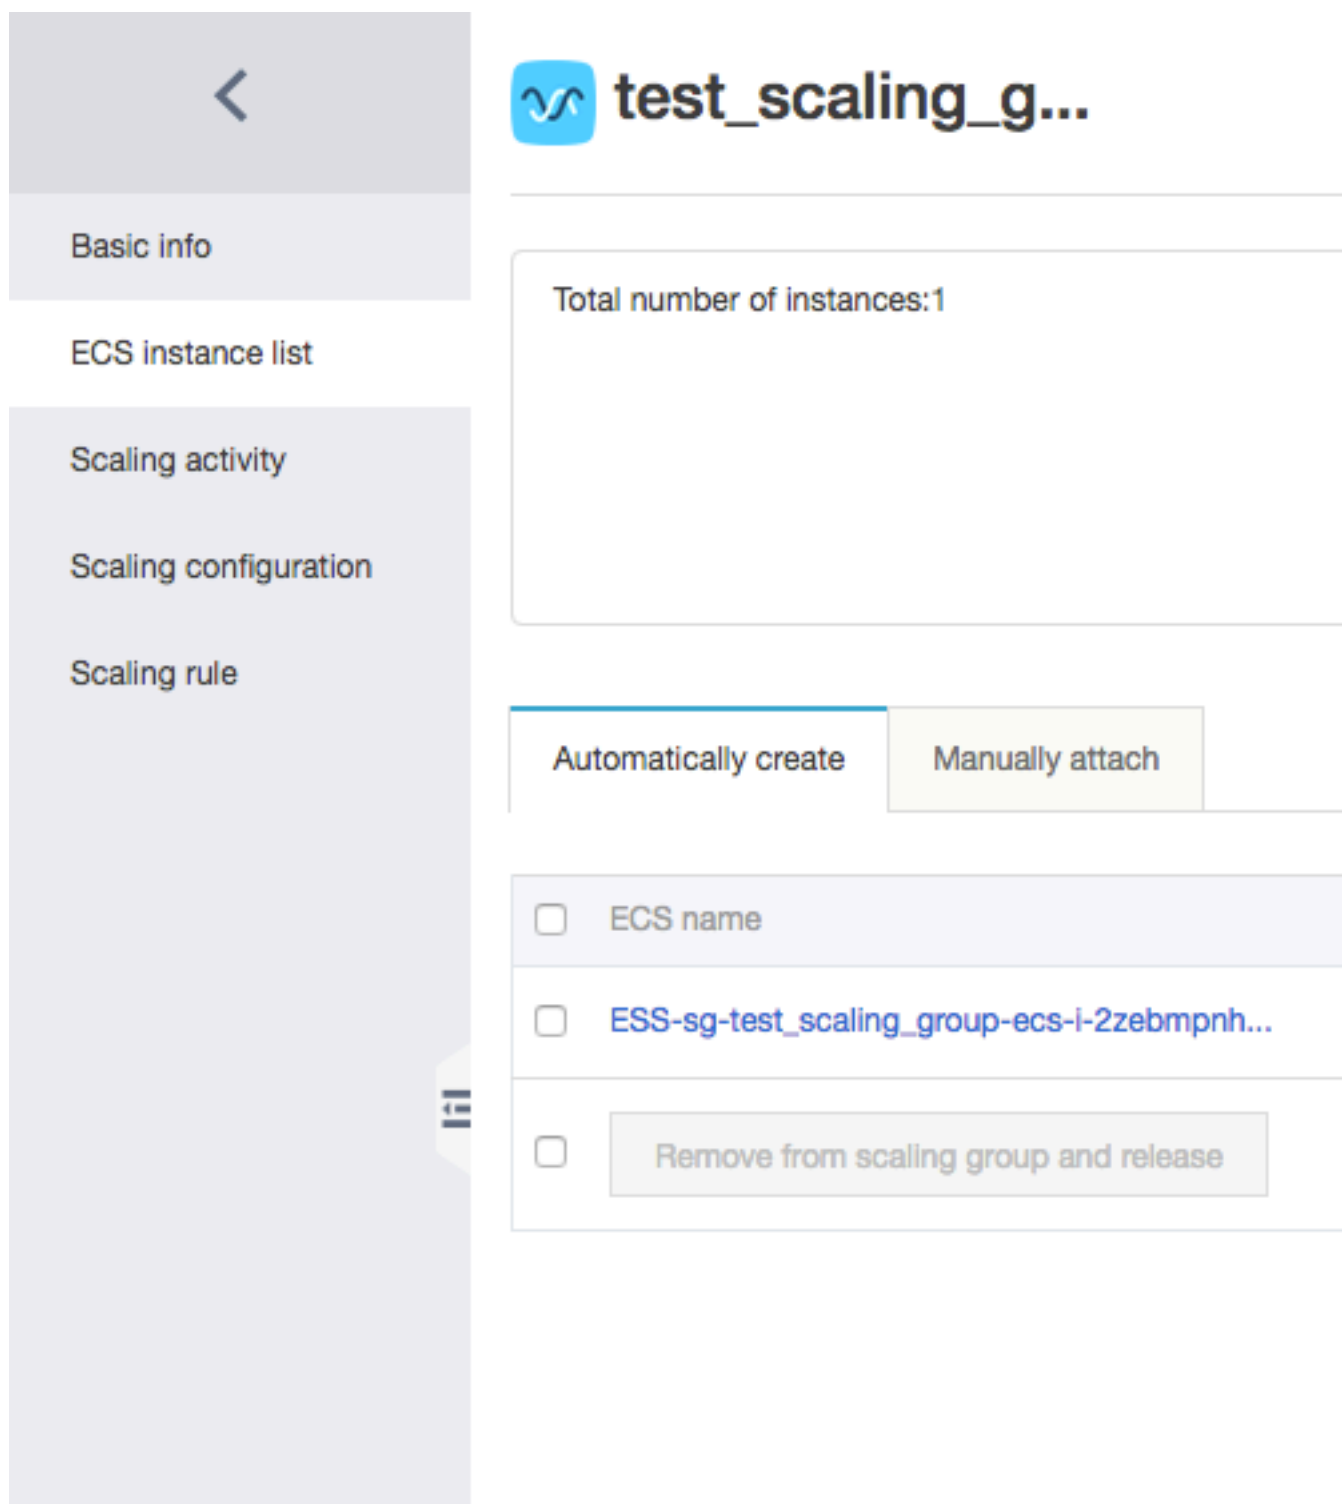 test_scaling_g...
Basic info
ECS instance list
Scaling activity
Scaling configuration
Scaling rule
Total number of instances:1
Automatically create
Manually attach
ECS name
ESS-sg-test_scaling_group-ecs-i-2zebmpnh...
Remove from scaling group and release